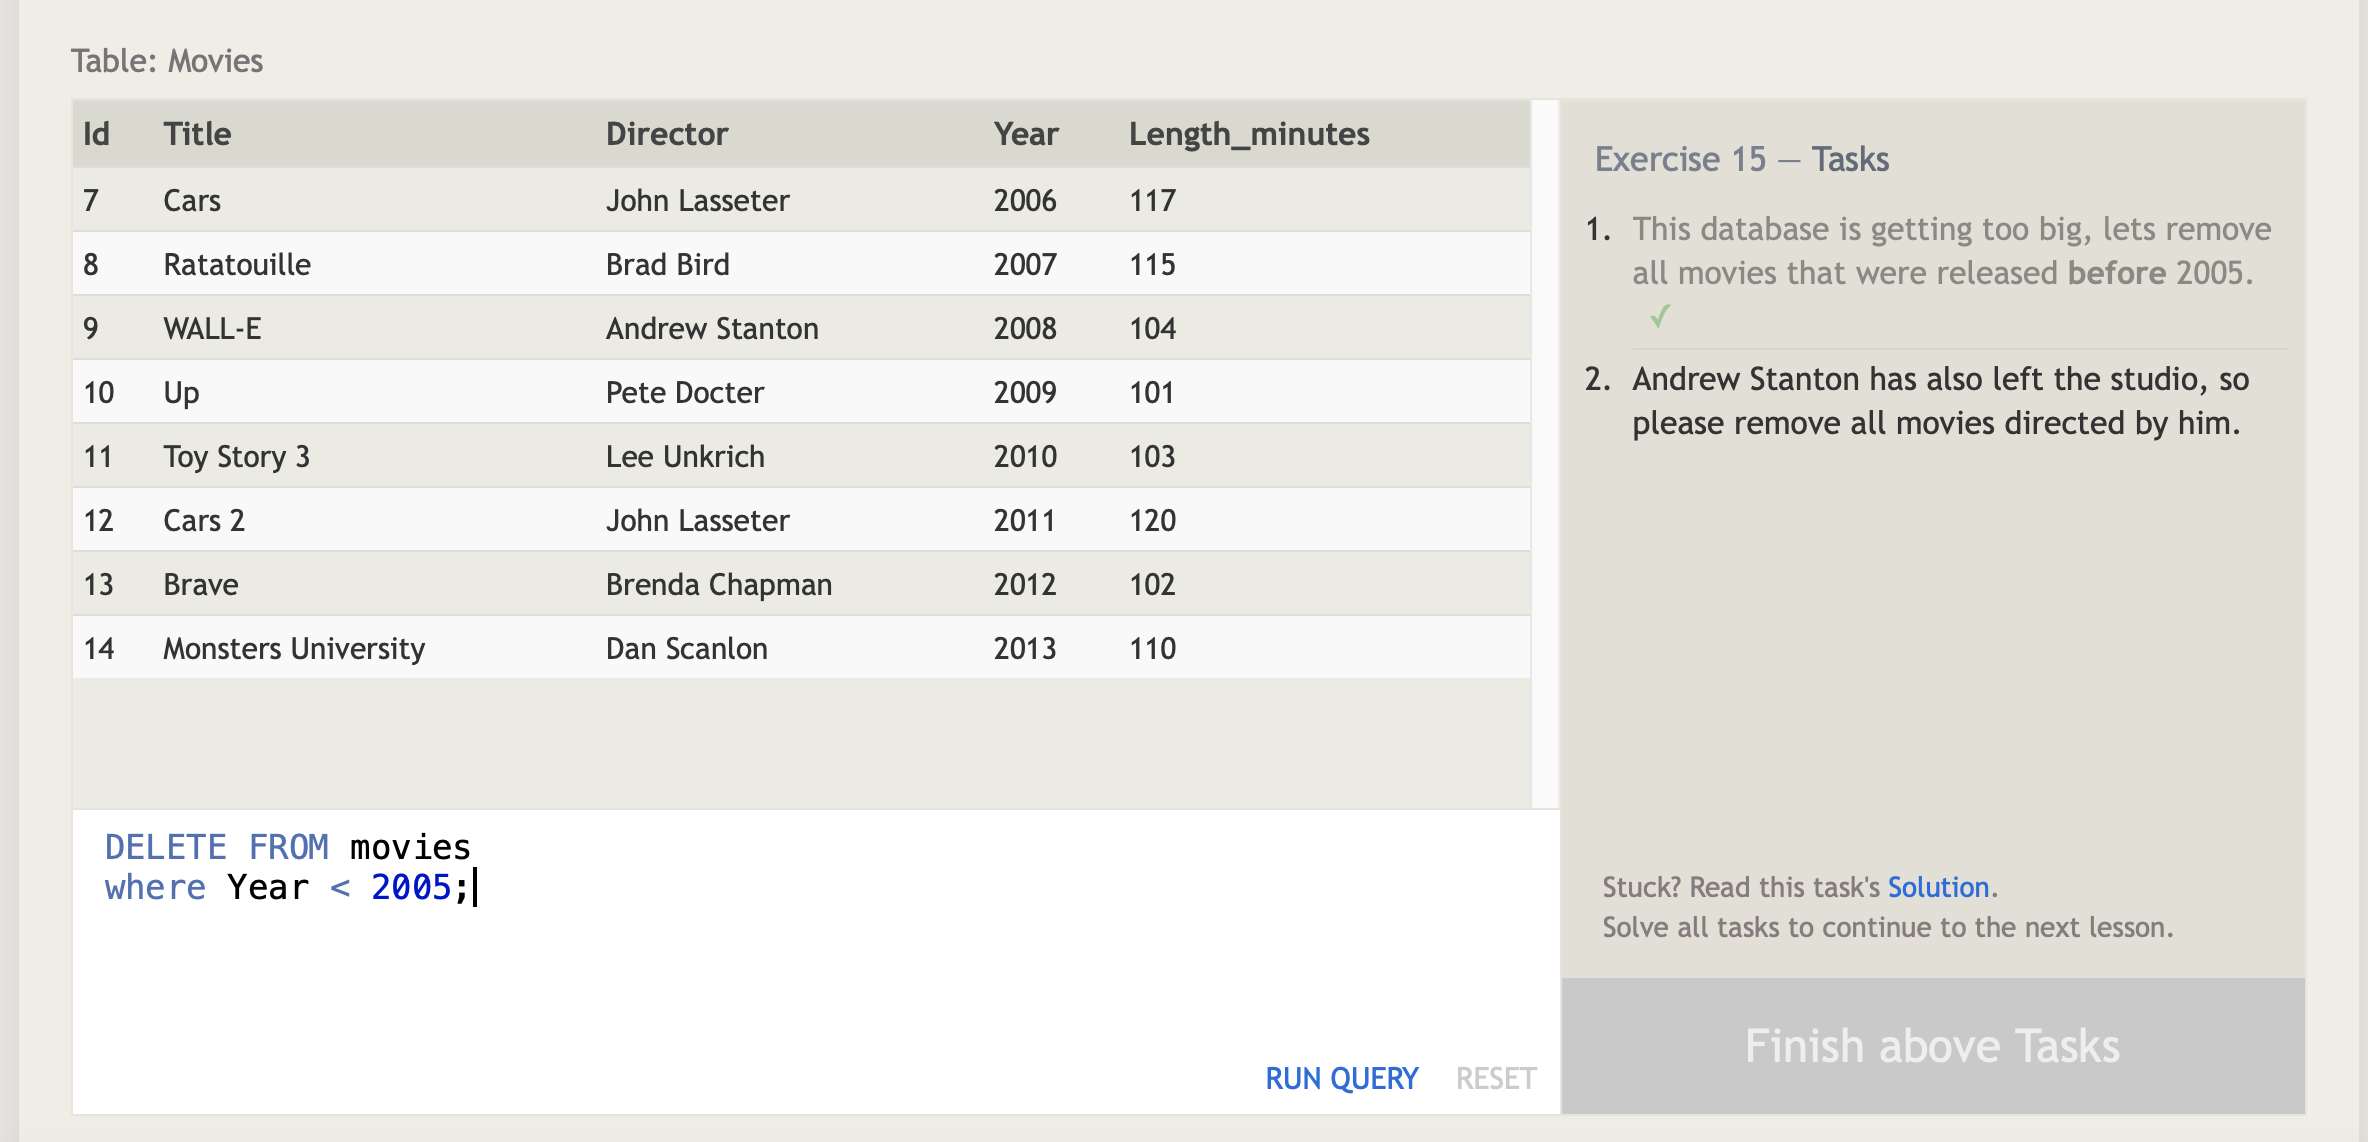 Table: Movies
Id Title Director Year Length_minutes
7 Cars John Lasseter 2006 117
8 Ratatouille Brad Bird 2007 115
9 WALL-E Andrew Stanton 2008 104
10 Up Pete Docter 2009 101
11 Toy Story 3 Lee Unkrich 2010 103
12 Cars 2 John Lasseter 2011 120
13 Brave Brenda Chapman 2012 102
14 Monsters University Dan Scanlon 2013 110
DELETE FROM movies
where Year < 2005;
RUN QUERY RESET
Exercise 15 — Tasks
1. This database is getting too big, lets remove
all movies that were released before 2005.
✓
2. Andrew Stanton has also left the studio, so
please remove all movies directed by him.
Stuck? Read this task's Solution.
Solve all tasks to continue to the next lesson.
Finish above Tasks